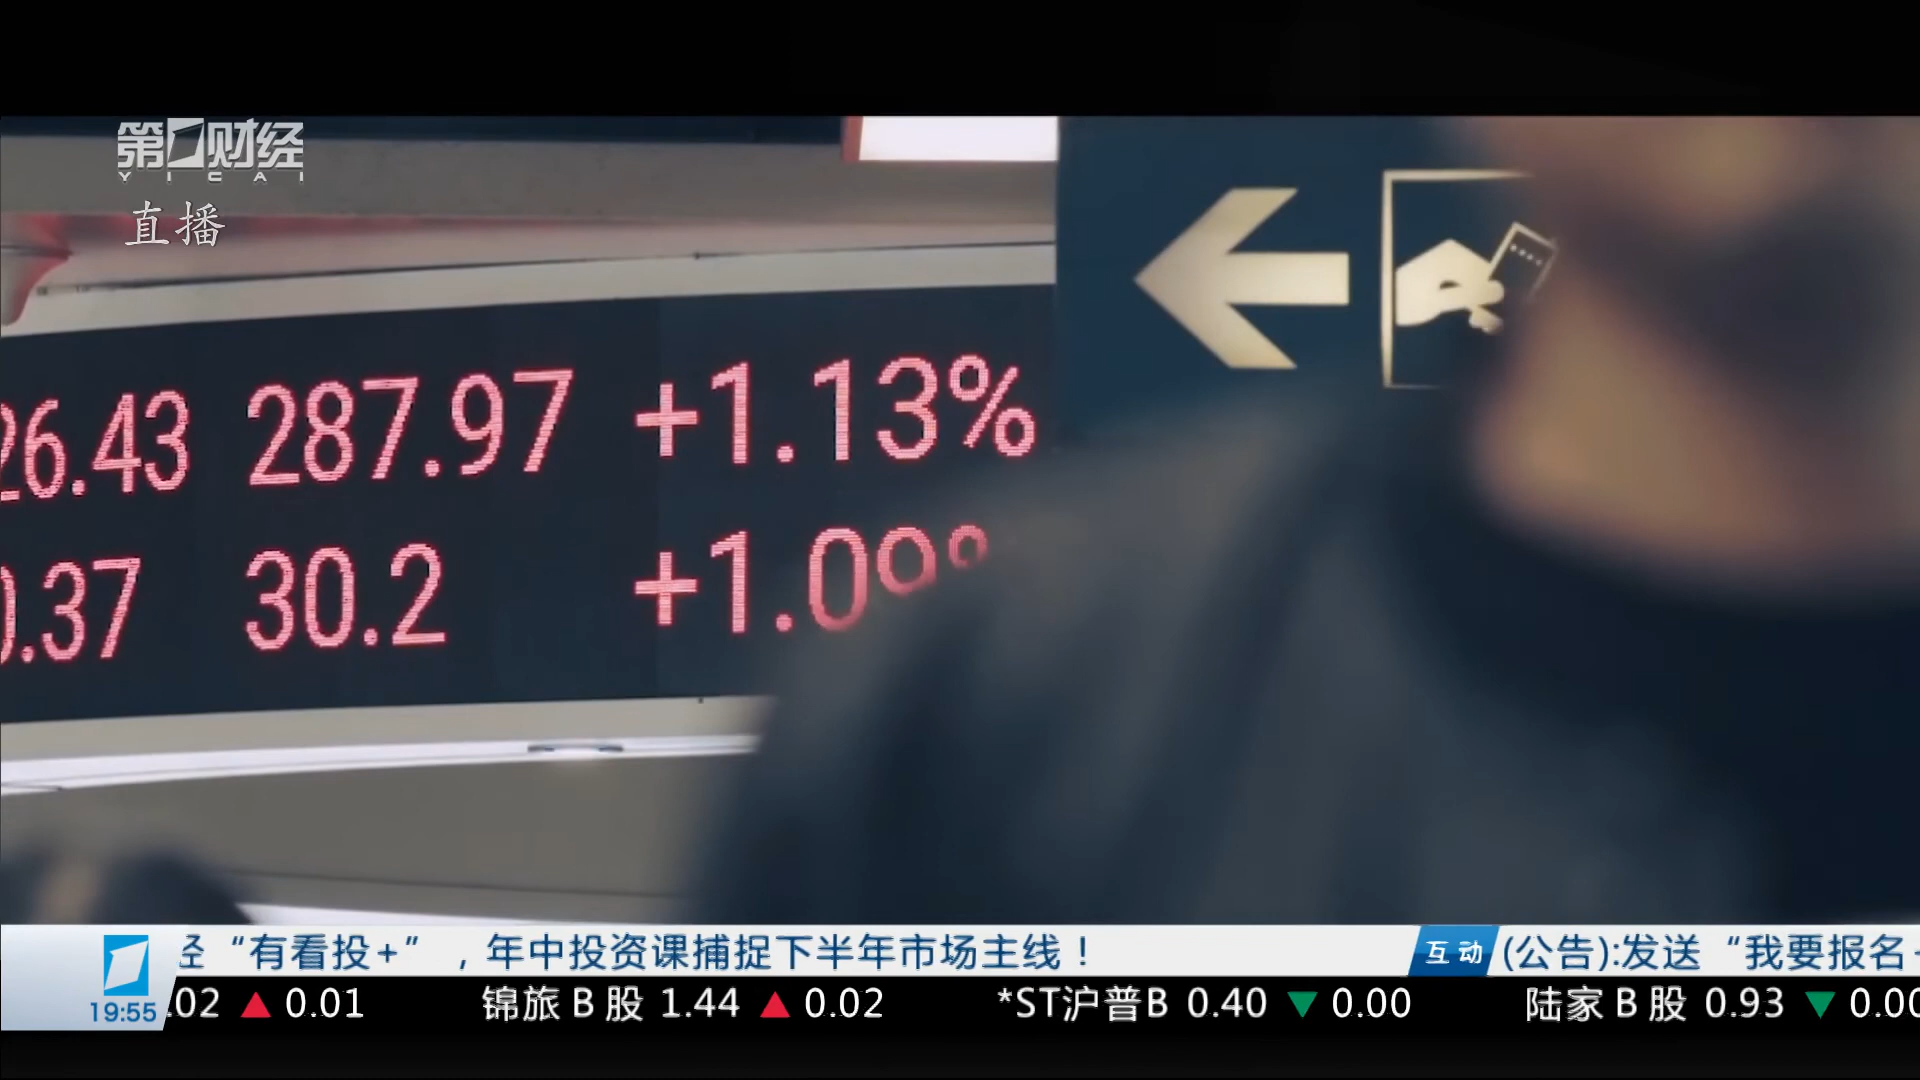 第一财经
YICAI
直播
26.43 287.97 +1.13%
.37 30.2 +1.0
经“有看投+”，年中投资课捕捉下半年市场主线！ 互动 (公告):发送“我要报名
19:55 .02 ▲ 0.01 锦旅B股 1.44 ▲ 0.02 *ST沪普B 0.40 ▼ 0.00 陆家B股 0.93 ▼ 0.00